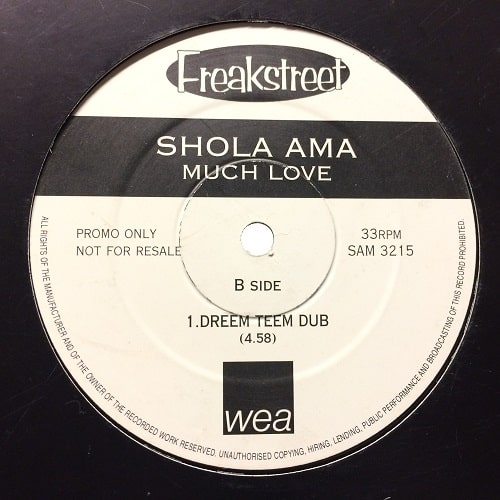 Freakstreet
SHOLA AMA
MUCH LOVE
PROMO ONLY
NOT FOR RESALE
33RPM
SAM 3215
B SIDE
1.DREEM TEEM DUB
(4.58)
wea
ALL RIGHTS OF THE MANUFACTURER AND OF THE OWNER OF THE RECORDED WORK RESERVED. UNAUTHORISED COPYING, HIRING, LENDING, PUBLIC PERFORMANCE AND BROADCASTING OF THIS RECORD PROHIBITED.